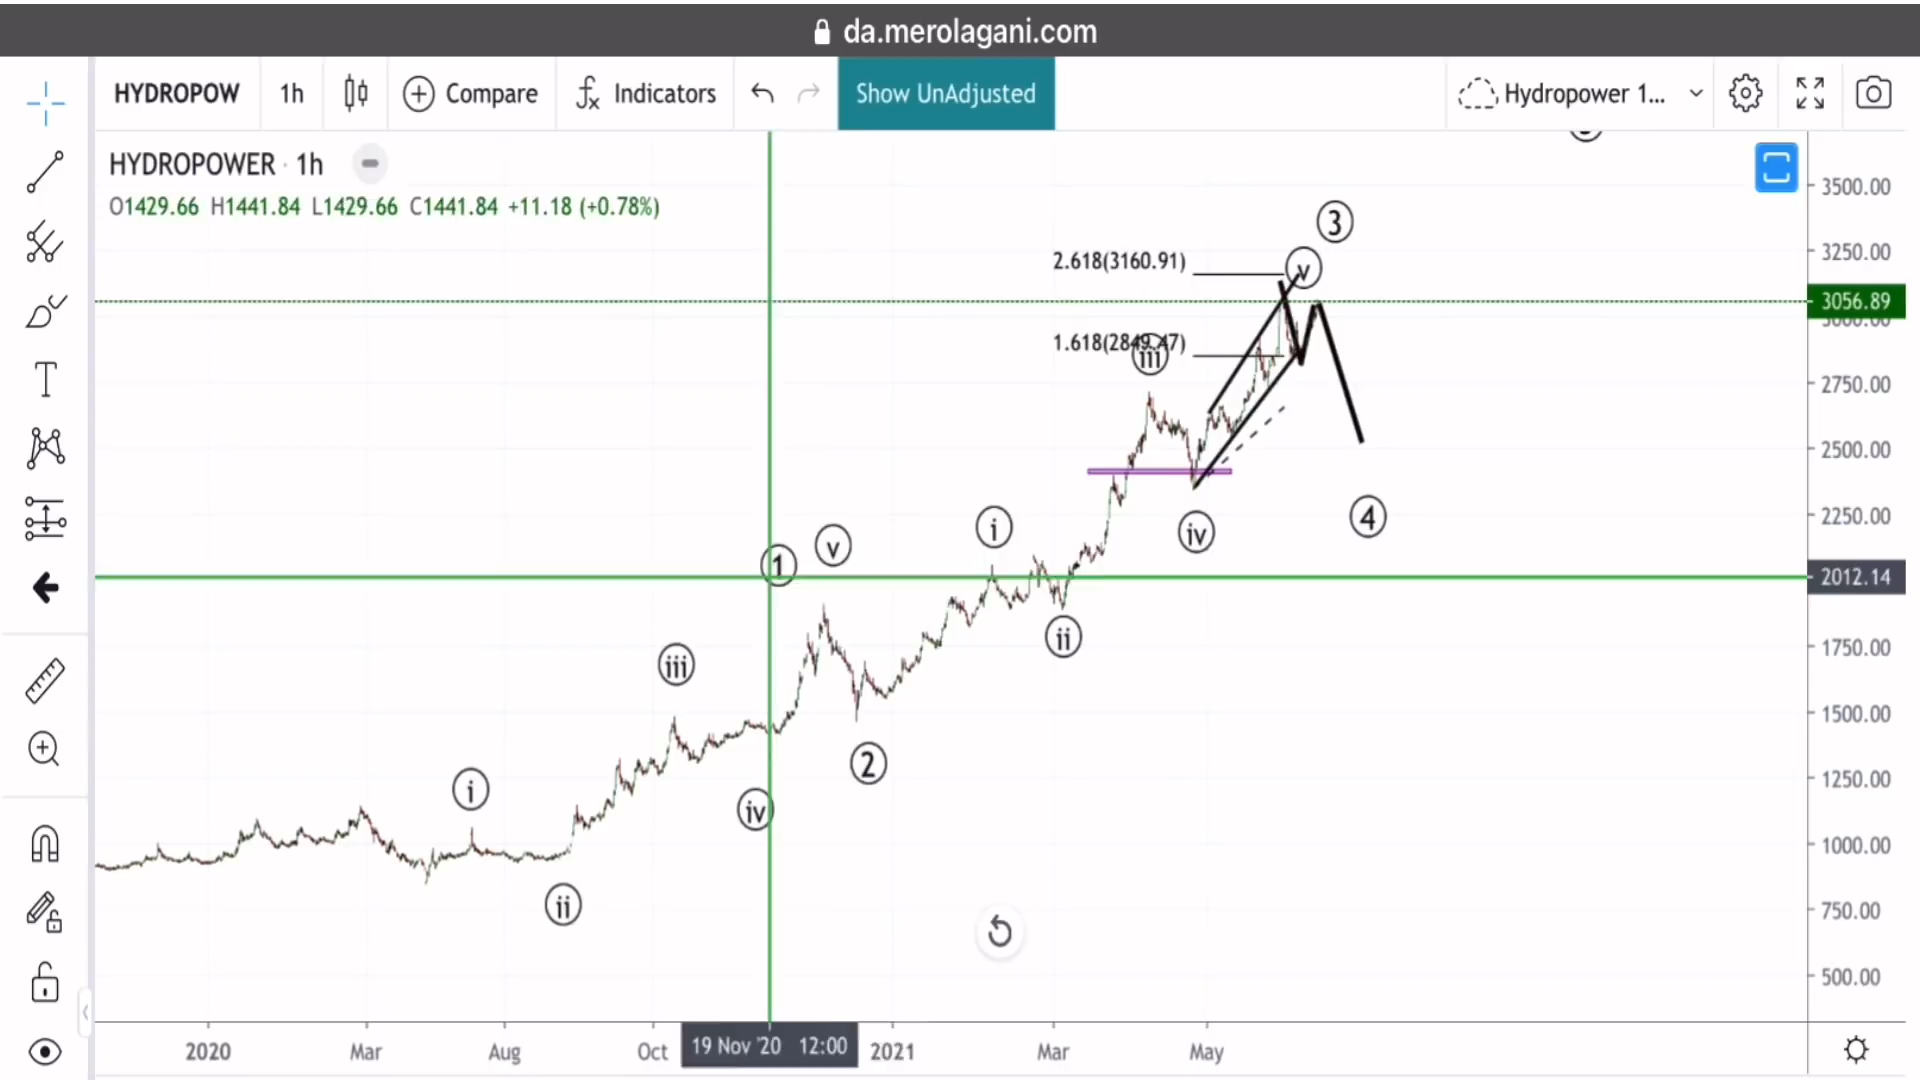 da.merolagani.com
HYDROPOW 1h Compare fx Indicators Show UnAdjusted Hydropower 1...
HYDROPOWER · 1h
O1429.66 H1441.84 L1429.66 C1441.84 +11.18 (+0.78%)
3500.00
3
2.618(3160.91)
3250.00
v
3056.89
3000.00
1.618(2849.47)
iii
2750.00
2500.00
2250.00
4
i
iv
v
1
2012.14
ii
iii
1750.00
1500.00
2
1250.00
i
iv
1000.00
ii
750.00
500.00
2020 Mar Aug Oct 19 Nov '20 12:00 2021 Mar May